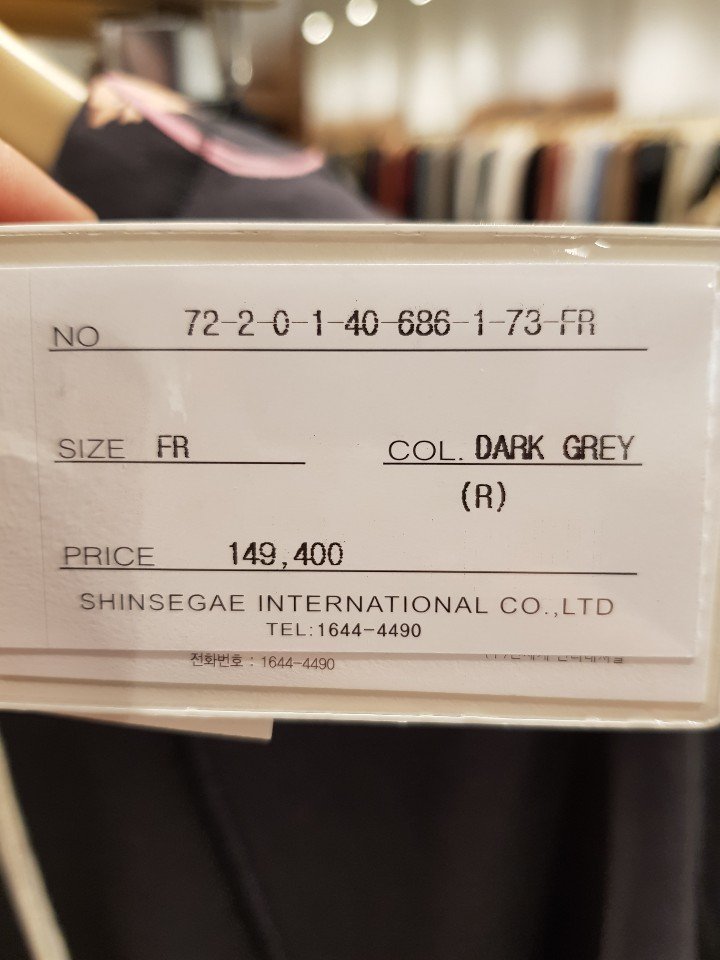 NO 72-2-0-1-40-686-1-73-FR
SIZE FR COL. DARK GREY
(R)
PRICE 149,400
SHINSEGAE INTERNATIONAL CO.,LTD
TEL:1644-4490
전화번호 : 1644-4490